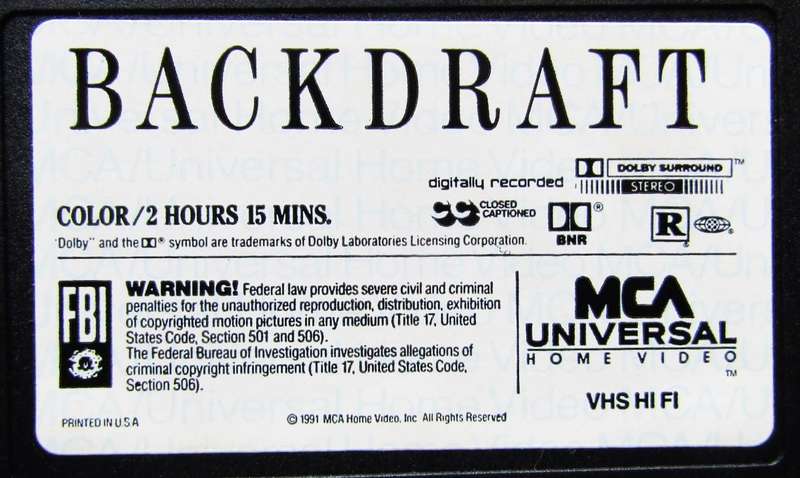 BACKDRAFT
digitally recorded
DOLBY SURROUND™
STEREO
COLOR/2 HOURS 15 MINS.
CLOSED
CAPTIONED
®
BNR
R
®
"Dolby" and the ® symbol are trademarks of Dolby Laboratories Licensing Corporation.
FBI
WARNING! Federal law provides severe civil and criminal
penalties for the unauthorized reproduction, distribution, exhibition
of copyrighted motion pictures in any medium (Title 17, United
States Code, Section 501 and 506).
The Federal Bureau of Investigation investigates allegations of
criminal copyright infringement (Title 17, United States Code,
Section 506).
MCA
UNIVERSAL
HOME VIDEO
TM
VHS HI FI
PRINTED IN U.S.A
© 1991 MCA Home Video, Inc. All Rights Reserved